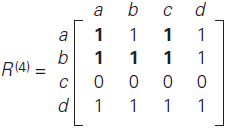 a b c d
a 1 1 1 1
b 1 1 1 1
R(4) =
c 0 0 0 0
d 1 1 1 1